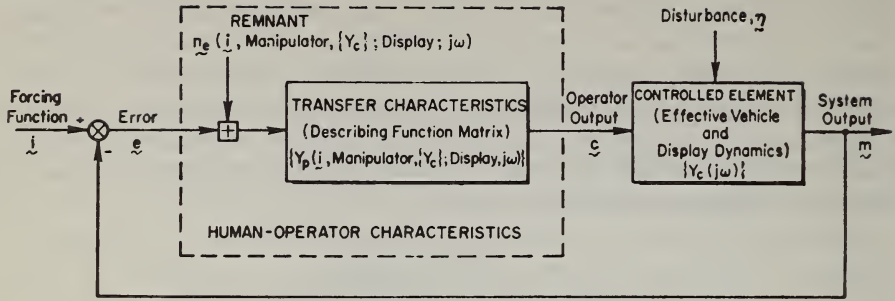 REMNANT
n_e (i, Manipulator, {Y_c}; Display; jω)
Disturbance, η
Forcing
Function
i
+
-
Error
e
+
TRANSFER CHARACTERISTICS
(Describing Function Matrix)
{Y_p(i, Manipulator, {Y_c}; Display, jω)}
HUMAN-OPERATOR CHARACTERISTICS
Operator
Output
c
CONTROLLED ELEMENT
(Effective Vehicle
and
Display Dynamics)
{Y_c(jω)}
System
Output
m